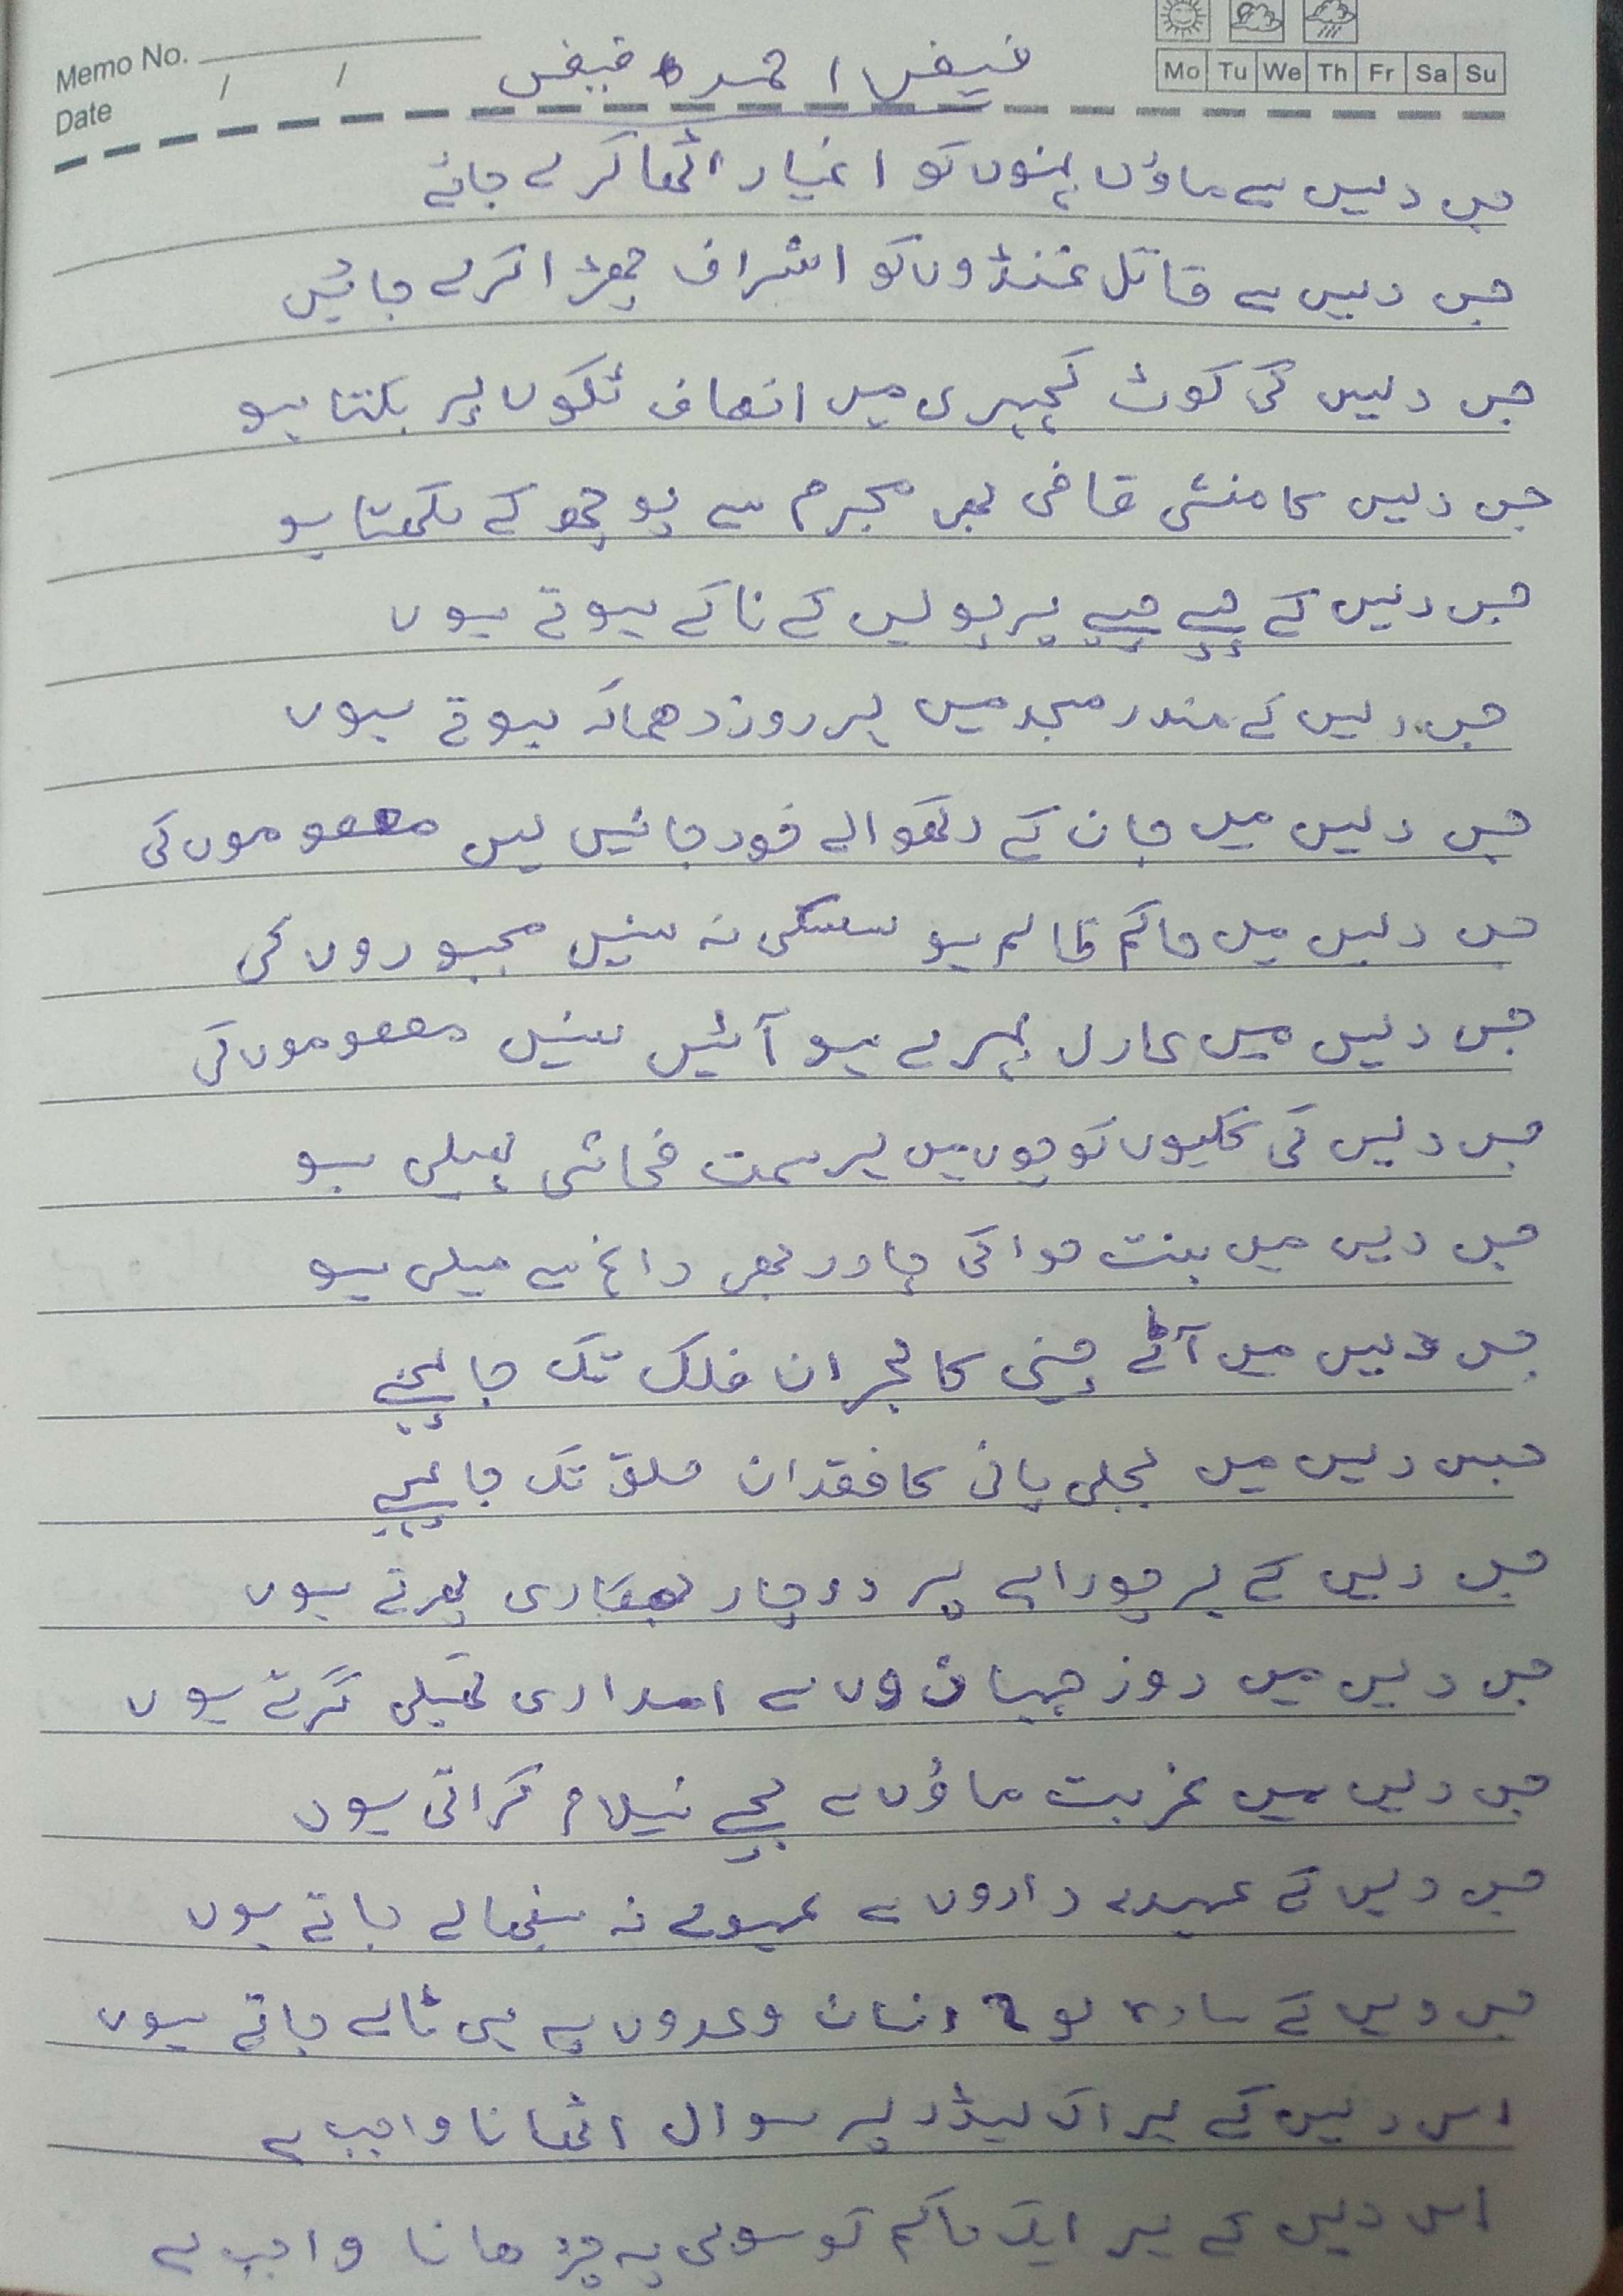 Memo No.
Date / /
Mo Tu We Th Fr Sa Su
فیض احمد فیض
جس دیس سے ماؤں بہنوں کو اغیار اٹھا کر لے جائے
جس دیس سے قاتل غنڈوں کو اشراف چھڑا کر لے جائیں
جس دیس کی کوٹ کچہری میں انصاف ٹکوں پر بکتا ہو
جس دیس کا منشی قاضی بھی مجرم سے پوچھ کے لکھتا ہو
جس دیس کے چپے چپے پر پولیس کے ناکے ہوتے ہوں
جس دیس کے مندر مسجد میں ہر روز دھماکہ ہوتے ہوں
جس دیس میں جان کے رکھوالے خود جانیں لیں معصوموں کی
جس دیس میں حاکم ظالم ہو سسکی نہ سنیں مجبوروں کی
جس دیس میں عادل بہرے ہو آئیں سنیں معصوموں کی
جس دیس کی گلیوں کوچوں میں ہر سمت فحاشی پھیلی ہو
جس دیس میں بنت حوا کی چادر بھی داغ سے میلی ہو
جس دیس میں آٹے چینی کا بحران فلک تک جا پہنچے
جس دیس میں بجلی پانی کا فقدان حلق تک جا پہنچے
جس دیس کے ہر چوراہے پر دو چار بھکاری پھرتے ہوں
جس دیس میں روز جہازوں سے امدادی تھیلی گرتے ہوں
جس دیس میں غربت ماؤں سے بچے نیلام کراتی ہوں
جس دیس کے عہدے داروں سے عہدے نہ سنبھالے جاتے ہوں
جس دیس کے سادہ لوح انسان وعدوں پہ ہی ٹالے جاتے ہوں
اس دیس کے ہر اک لیڈر پر سوال اٹھانا واجب ہے
اس دیس کے ہر ایک حاکم کو سولی پہ چڑھانا واجب ہے